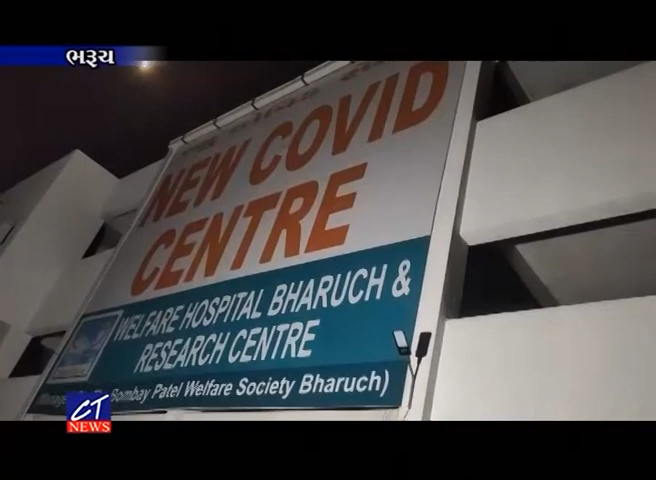 ભરૂચ
NEW COVID
CENTRE
WELFARE HOSPITAL BHARUCH &
RESEARCH CENTRE
Bombay Patel Welfare Society Bharuch)
CT
NEWS